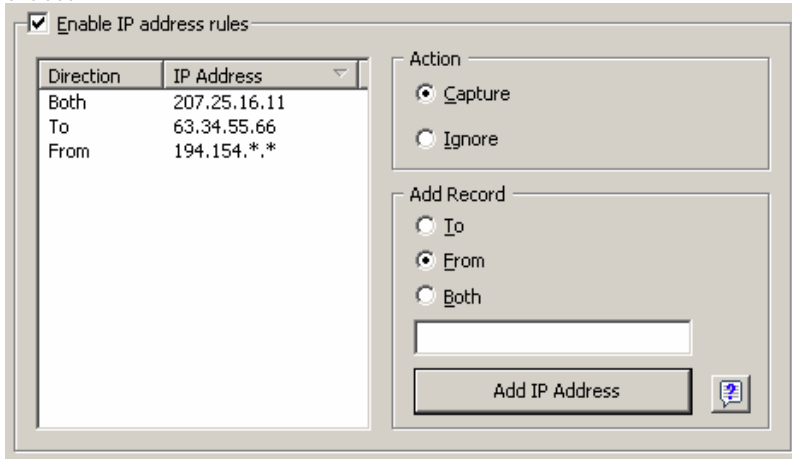 Enable IP address rules
Direction IP Address
Both 207.25.16.11
To 63.34.55.66
From 194.154.*.*
Action
Capture
Ignore
Add Record
To
From
Both
Add IP Address
?